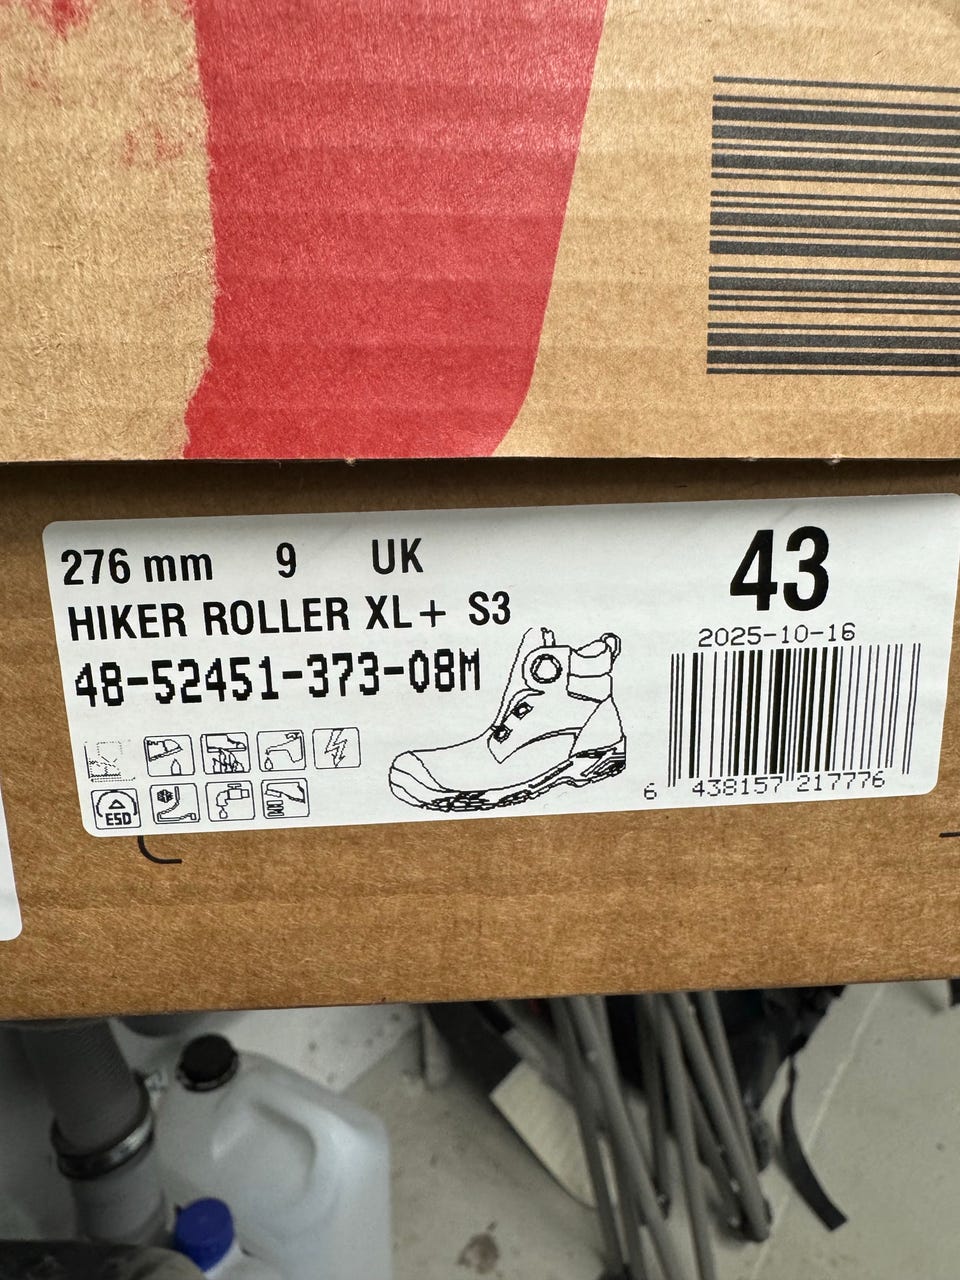 276 mm 9 UK
43
HIKER ROLLER XL+ S3
2025-10-16
48-52451-373-08M
ESD
6 438157 217776